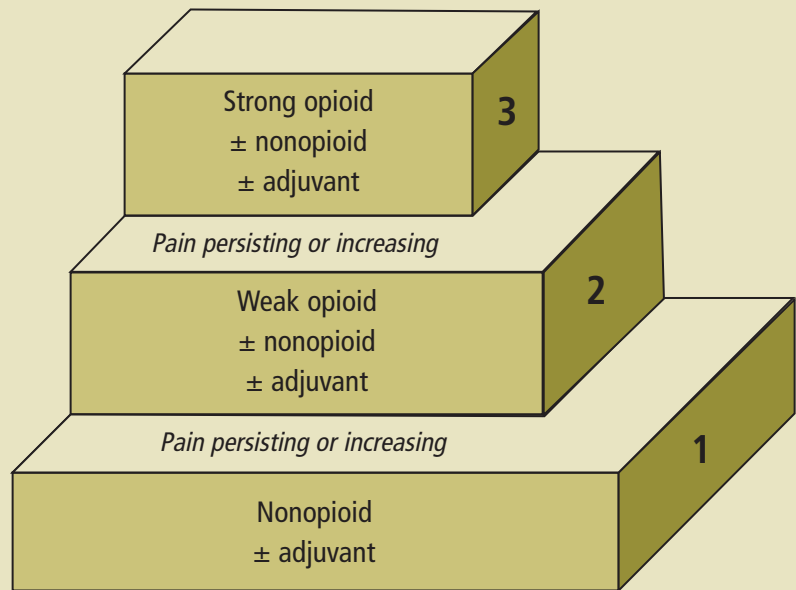 Strong opioid
± nonopioid
± adjuvant
3
Pain persisting or increasing
Weak opioid
± nonopioid
± adjuvant
2
Pain persisting or increasing
1
Nonopioid
± adjuvant